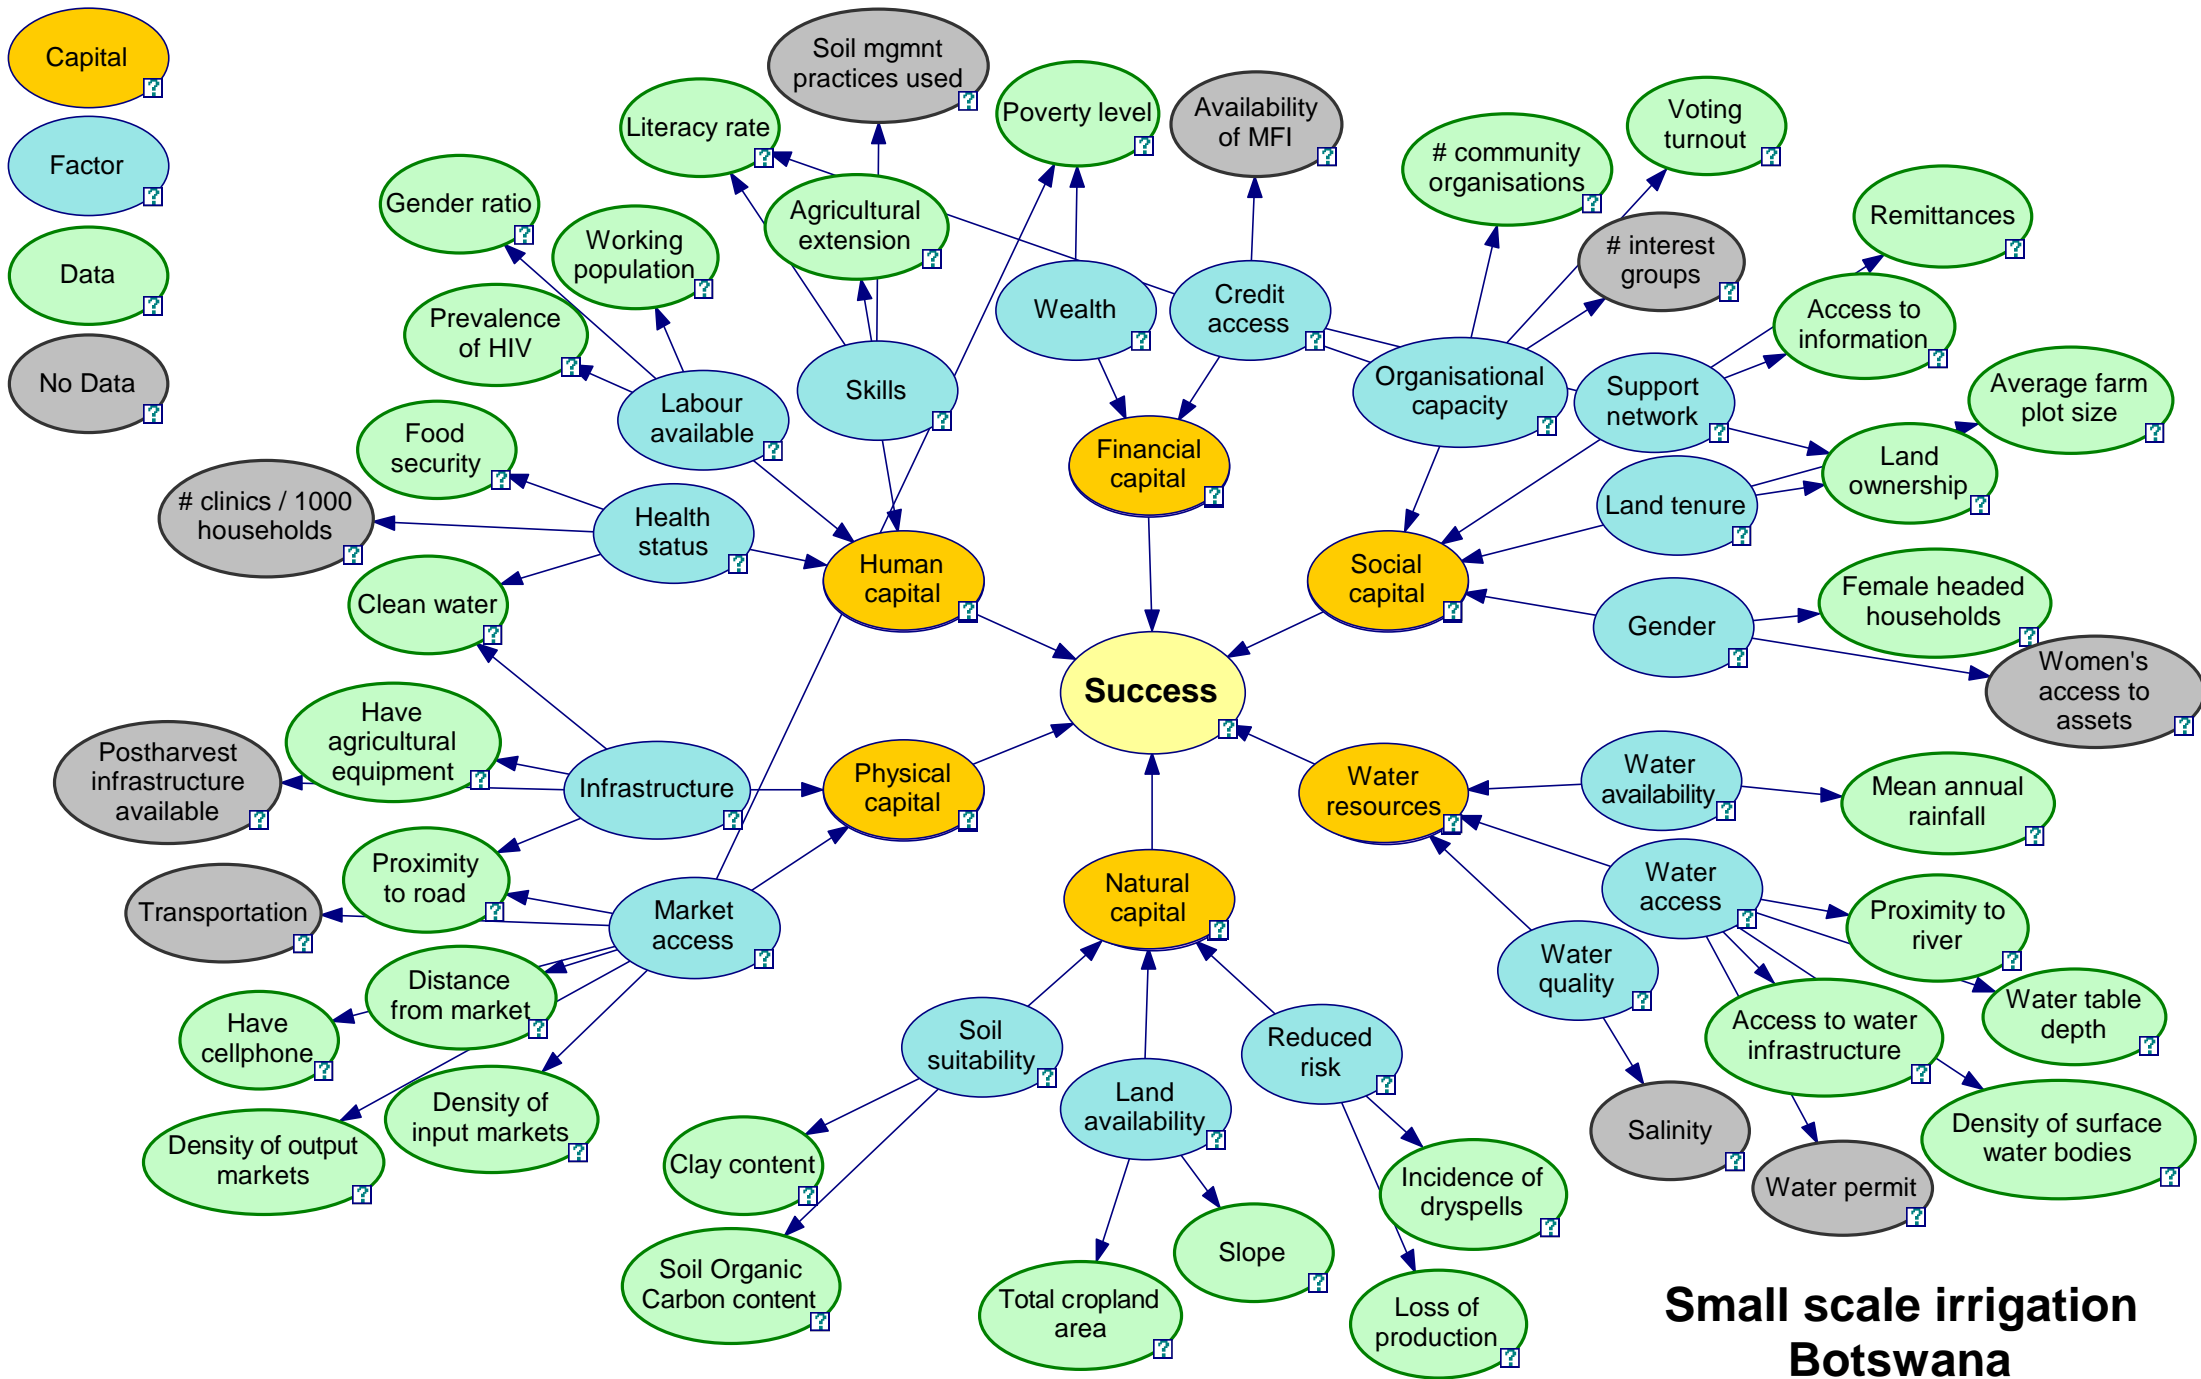 Capital
Factor
Data
No Data
Soil mgmnt
practices used
Literacy rate
Poverty level
Availability
of MFI
Voting
turnout
# community
organisations
Gender ratio
Working
population
Agricultural
extension
Remittances
# interest
groups
Prevalence
of HIV
Wealth
Credit
access
Access to
information
Labour
available
Skills
Organisational
capacity
Support
network
Average farm
plot size
Food
security
Financial
capital
Land
ownership
# clinics / 1000
households
Health
status
Land tenure
Clean water
Human
capital
Social
capital
Gender
Female headed
households
Success
Women's
access to
assets
Have
agricultural
equipment
Postharvest
infrastructure
available
Infrastructure
Physical
capital
Water
resources
Water
availability
Mean annual
rainfall
Proximity
to road
Transportation
Market
access
Natural
capital
Water
access
Proximity to
river
Distance
from market
Water
quality
Have
cellphone
Soil
suitability
Reduced
risk
Access to water
infrastructure
Water table
depth
Density of output
markets
Density of
input markets
Land
availability
Salinity
Density of surface
water bodies
Clay content
Incidence of
dryspells
Water permit
Soil Organic
Carbon content
Slope
Total cropland
area
Loss of
production
Small scale irrigation
Botswana